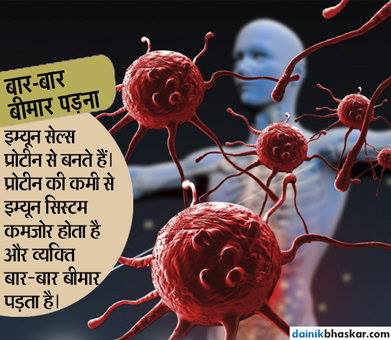 बार-बार
बीमार पड़ना
इम्यून सेल्स
प्रोटीन से बनते हैं।
प्रोटीन की कमी से
इम्यून सिस्टम
कमजोर होता है
और व्यक्ति
बार-बार बीमार
पड़ता है।
dainikbhaskar.com